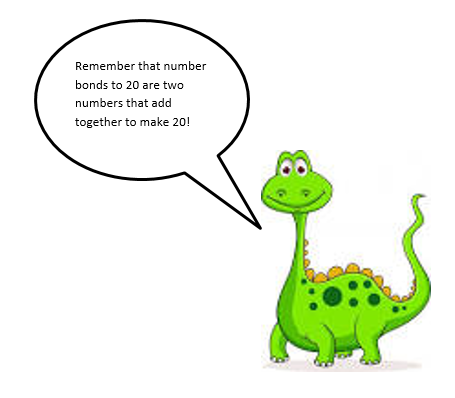 Remember that number
bonds to 20 are two
numbers that add
together to make 20!